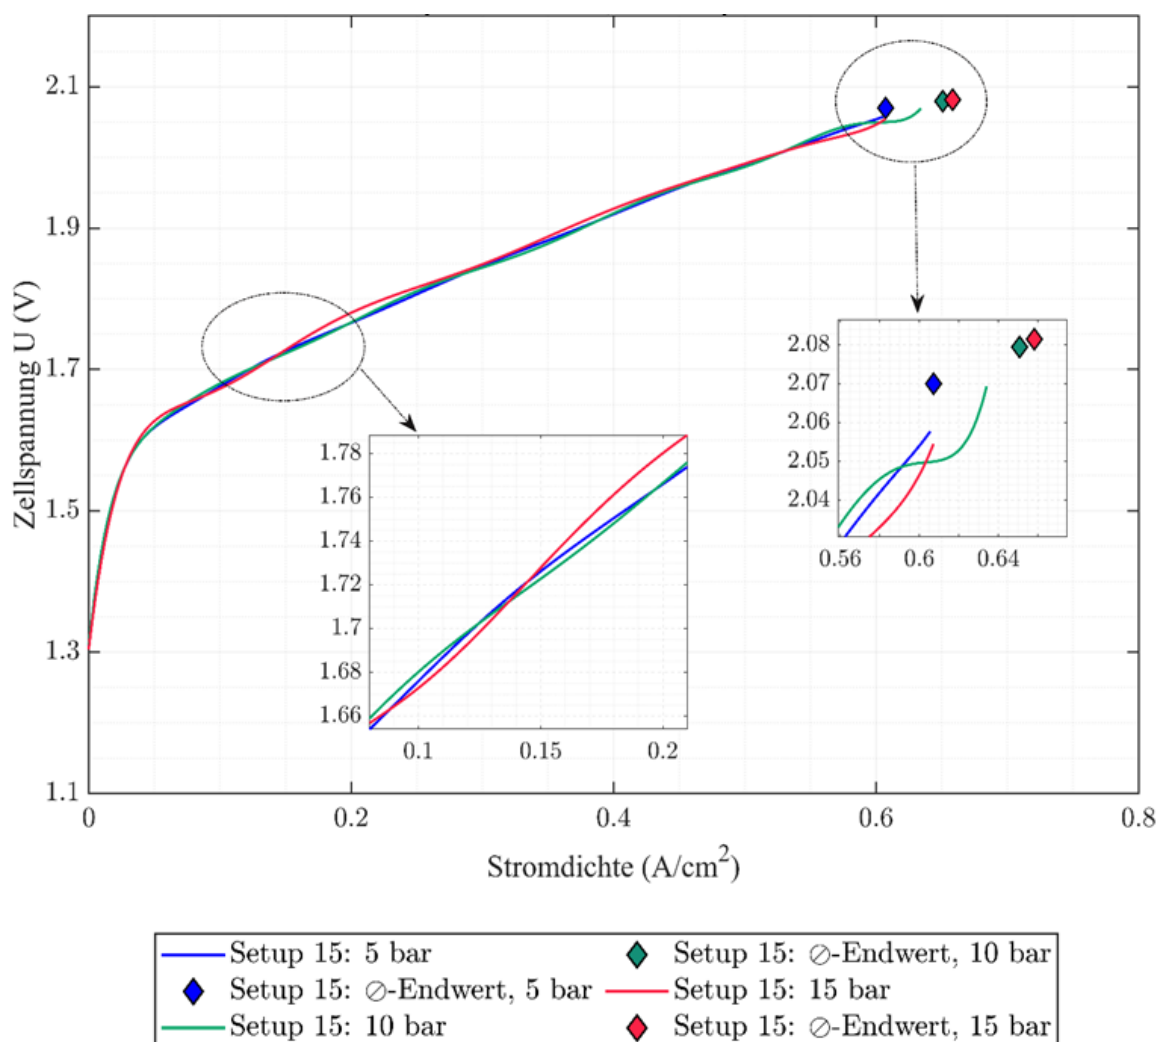 2.1
1.9
1.7
1.5
1.3
1.1
Zellspannung U (V)
0 0.2 0.4 0.6 0.8
Stromdichte (A/cm²)
1.78
1.76
1.74
1.72
1.7
1.68
1.66
0.1 0.15 0.2
2.08
2.07
2.06
2.05
2.04
0.56 0.6 0.64
Setup 15: 5 bar
Setup 15: ⌀-Endwert, 5 bar
Setup 15: 10 bar
Setup 15: ⌀-Endwert, 10 bar
Setup 15: 15 bar
Setup 15: ⌀-Endwert, 15 bar